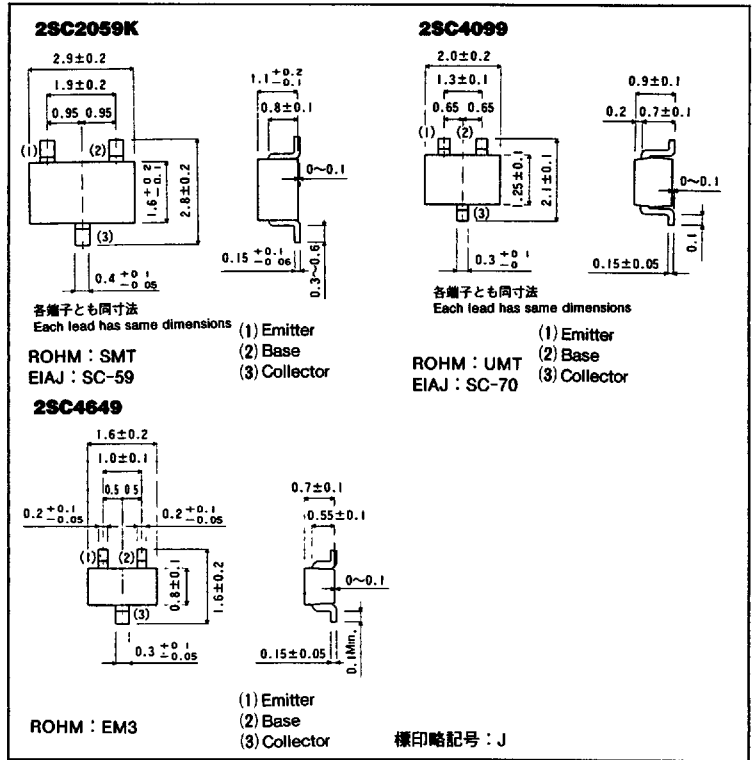 2SC2059K
2.9±0.2
1.9±0.2
0.95 0.95
(1)
(2)
(3)
1.6 +0.2 -0.1
2.8±0.2
0.4 +0.1 -0.05
1.1 +0.2 -0.1
0.8±0.1
0~0.1
0.15 +0.1 -0.06
0.3~0.6
各端子とも同寸法
Each lead has same dimensions
(1) Emitter
(2) Base
(3) Collector
ROHM : SMT
EIAJ : SC-59
2SC4099
2.0±0.2
1.3±0.1
0.65 0.65
(1)
(2)
(3)
1.25±0.1
2.1±0.1
0.3 +0.1 -0
0.9±0.1
0.2
0.7±0.1
0~0.1
0.15±0.05
0.1
各端子とも同寸法
Each lead has same dimensions
(1) Emitter
(2) Base
(3) Collector
ROHM : UMT
EIAJ : SC-70
2SC4649
1.6±0.2
1.0±0.1
0.5 0.5
0.2 +0.1 -0.05
0.2 +0.1 -0.05
(1)
(2)
(3)
0.8±0.1
1.6±0.2
0.3 +0.1 -0.05
0.7±0.1
0.55±0.1
0~0.1
0.15±0.05
0.1Min.
(1) Emitter
(2) Base
(3) Collector
ROHM : EM3
標印略記号 : J